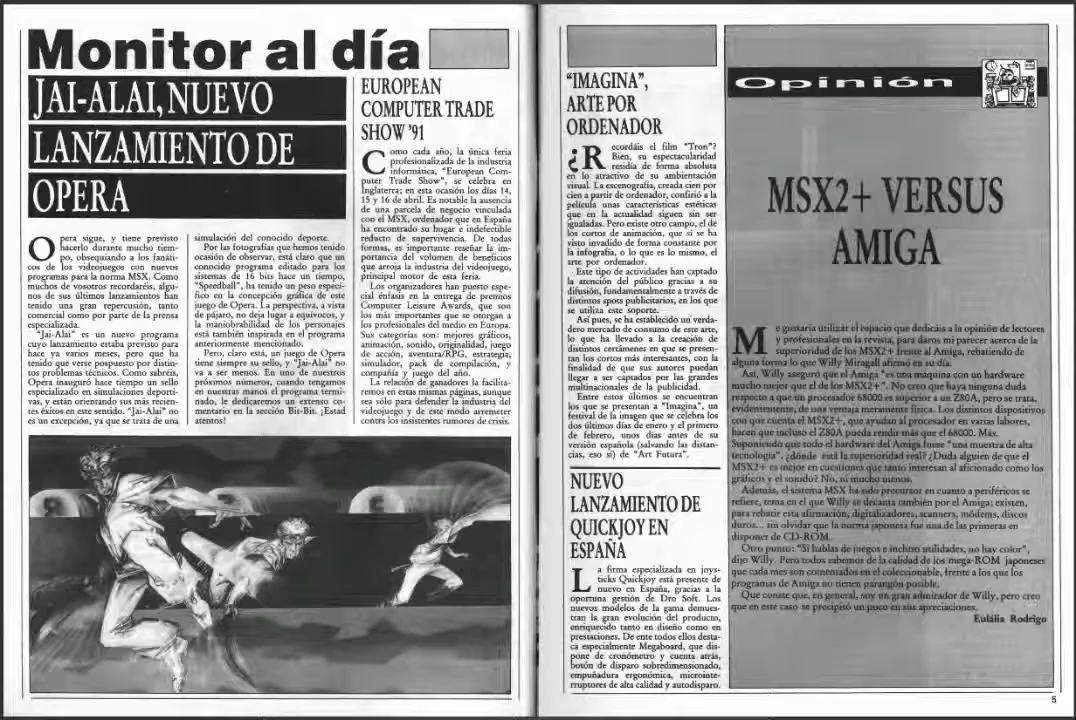 Monitor al día
JAI-ALAI, NUEVO
LANZAMIENTO DE
OPERA
Opera sigue, y tiene previsto
hacerlo durante mucho tiem-
po, obsequiando a los fanáti-
cos de los videojuegos con nuevos
programas para la norma MSX. Como
muchos de vosotros recordaréis, algu-
nos de sus últimos lanzamientos han
tenido una gran repercusión, tanto
comercial como por parte de la prensa
especializada.
"Jai-Alai" es un nuevo programa
cuyo lanzamiento estaba previsto para
hace ya varios meses, pero que ha
tenido que verse pospuesto por distin-
tos problemas técnicos. Como sabréis,
Opera inauguró hace tiempo un sello
especializado en simulaciones deporti-
vas, y están orientando sus más recien-
tes éxitos en este sentido. "Jai-Alai" no
es un excepción, ya que se trata de una
simulación del conocido deporte.
Por las fotografías que hemos tenido
ocasión de observar, está claro que un
conocido programa editado para los
sistemas de 16 bits hace un tiempo,
"Speedball", ha tenido un peso especí-
fico en la concepción gráfica de este
juego de Opera. La perspectiva, a vista
de pájaro, no deja lugar a equívocos, y
la maniobrabilidad de los personajes
está también inspirada en el programa
anteriormente mencionado.
Pero, claro está, un juego de Opera
tiene siempre su sello, y "Jai-Alai" no
va a ser menos. En uno de nuestros
próximos números, cuando tengamos
en nuestras manos el programa termi-
nado, le dedicaremos un extenso co-
mentario en la sección Bit-Bit. ¡Estad
atentos!
EUROPEAN
COMPUTER TRADE
SHOW '91
Como cada año, la única feria
profesionalizada de la industria
informática, "European Com-
puter Trade Show", se celebra en
Inglaterra; en esta ocasión los días 14,
15 y 16 de abril. Es notable la ausencia
de una parcela de negocio vinculada
con el MSX, ordenador que en España
ha encontrado su hogar e indefectible
reducto de supervivencia. De todas
formas, es importante reseñar la im-
portancia del volumen de beneficios
que arroja la industria del videojuego,
principal motor de esta feria.
Los organizadores han puesto espe-
cial énfasis en la entrega de premios
Computer Leisure Awards, que son
los más importantes que se otorgan a
los profesionales del medio en Europa.
Sus categorías son: mejores gráficos,
animación, sonido, originalidad, juego
de acción, aventura/RPG, estrategia,
simulador, pack de compilación, y
compañía y juego del año.
La relación de ganadores la facilita-
remos en estas mismas páginas, aunque
sea sólo para defender la industria del
videojuego y de este modo arremeter
contra los insistentes rumores de crisis.
"IMAGINA",
ARTE POR
ORDENADOR
¿Recordáis el film "Tron"?
Bien, su espectacularidad
residía de forma absoluta
en lo atractivo de su ambientación
visual. La escenografía, creada cien por
cien a partir de ordenador, confirió a la
película unas características estéticas
que en la actualidad siguen sin ser
igualadas. Pero existe otro campo, el de
los cortos de animación, que sí se ha
visto invadido de forma constante por
la infografía, o lo que es lo mismo, el
arte por ordenador.
Este tipo de actividades han captado
la atención del público gracias a su
difusión, fundamentalmente a través de
distintos spots publicitarios, en los que
se utiliza este soporte.
Así pues, se ha establecido un verda-
dero mercado de consumo de este arte,
lo que ha llevado a la creación de
distintos certámenes en que se presen-
tan los cortos más interesantes, con la
finalidad de que sus autores puedan
llegar a ser captados por las grandes
multinacionales de la publicidad.
Entre estos últimos se encuentran
los que se presentan a "Imagina", un
festival de la imagen que se celebra los
dos últimos días de enero y el primero
de febrero, unos días antes de su
versión española (salvando las distan-
cias, eso sí) de "Art Futura".
NUEVO
LANZAMIENTO DE
QUICKJOY EN
ESPAÑA
La firma especializada en joys-
ticks Quickjoy está presente de
nuevo en España, gracias a la
oportuna gestión de Dro Soft. Los
nuevos modelos de la gama demues-
tran la gran evolución del producto,
enriquecido tanto en diseño como en
prestaciones. De ente todos ellos desta-
ca especialmente Megaboard, que dis-
pone de cronómetro y cuenta atrás,
botón de disparo sobredimensionado,
empuñadura ergonómica, microinte-
rruptores de alta calidad y autodisparo.
Opinión
MSX2+ VERSUS
AMIGA
Me gustaría utilizar el espacio que dedicáis a la opinión de lectores
y profesionales en la revista, para daros mi parecer acerca de la
superioridad de los MSX2+ frente al Amiga, rebatiendo de
alguna forma lo que Willy Miragall afirmó en su día.
Así, Willy aseguró que el Amiga "es una máquina con un hardware
mucho mejor que el de los MSX2+". No creo que haya ninguna duda
respecto a que un procesador 68000 es superior a un Z80A, pero se trata,
evidentemente, de una ventaja meramente física. Los distintos dispositivos
con que cuenta el MSX2+, que ayudan al procesador en varias labores,
hacen que incluso el Z80A pueda rendir más que el 68000. Más.
Suponiendo que todo el hardware del Amiga fuese "una muestra de alta
tecnología", ¿dónde está la superioridad real? ¿Duda alguien de que el
MSX2+ es mejor en cuestiones que tanto interesan al aficionado como los
gráficos y el sonido? No, ni mucho menos.
Además, el sistema MSX ha sido precursor en cuanto a periféricos se
refiere, tema en el que Willy se decanta también por el Amiga; existen,
para rebatir esta afirmación, digitalizadores, scanners, módems, discos
duros... sin olvidar que la norma japonesa fue una de las primeras en
disponer de CD-ROM.
Otro punto: "Si hablas de juegos e incluso utilidades, no hay color",
dijo Willy. Pero todos sabemos de la calidad de los mega-ROM japoneses
que cada mes son comentados en el coleccionable, frente a los que los
programas de Amiga no tienen parangón posible.
Que conste que, en general, soy un gran admirador de Willy, pero creo
que en este caso se precipitó un poco en sus apreciaciones.
Eulália Rodrigo
5